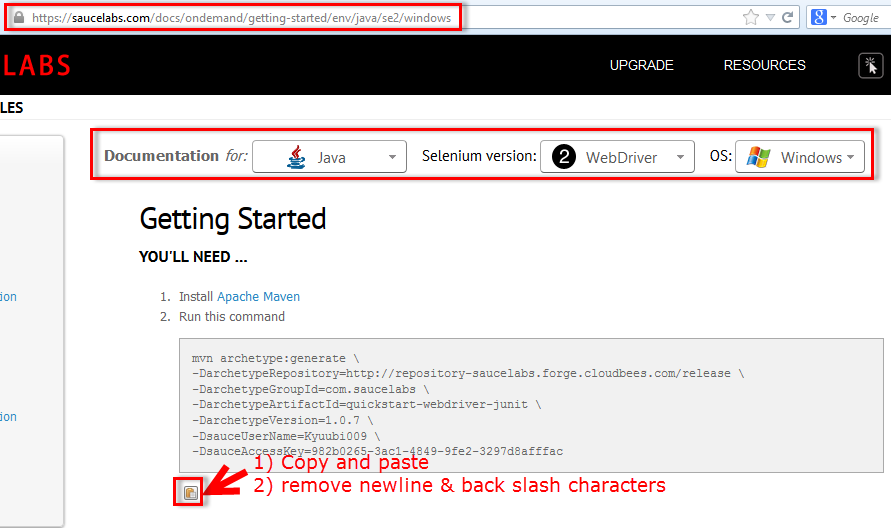 https://saucelabs.com/docs/ondemand/getting-started/env/java/se2/windows
Google
LABS
UPGRADE
RESOURCES
LES
Documentation for: Java Selenium version: 2 WebDriver OS: Windows
Getting Started
YOU'LL NEED ...
1. Install Apache Maven
2. Run this command
ion
ion
mvn archetype:generate \
-DarchetypeRepository=http://repository-saucelabs.forge.cloudbees.com/release \
-DarchetypeGroupId=com.saucelabs \
-DarchetypeArtifactId=quickstart-webdriver-junit \
-DarchetypeVersion=1.0.7 \
-DsauceUserName=Kyuubi009 \
-DsauceAccessKey=982b0265-3ac1-4849-9fe2-3297d8afffac
1) Copy and paste
2) remove newline & back slash characters